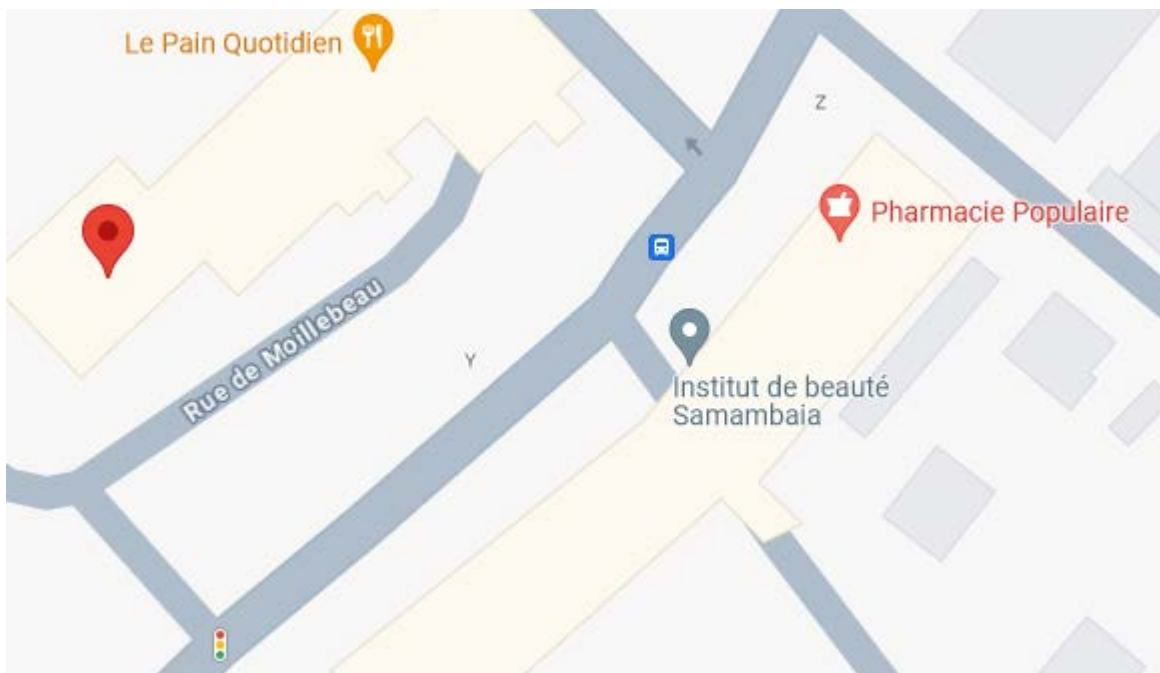 Le Pain Quotidien
Z
Pharmacie Populaire
Rue de Moillebeau
Y
Institut de beauté
Samambaia